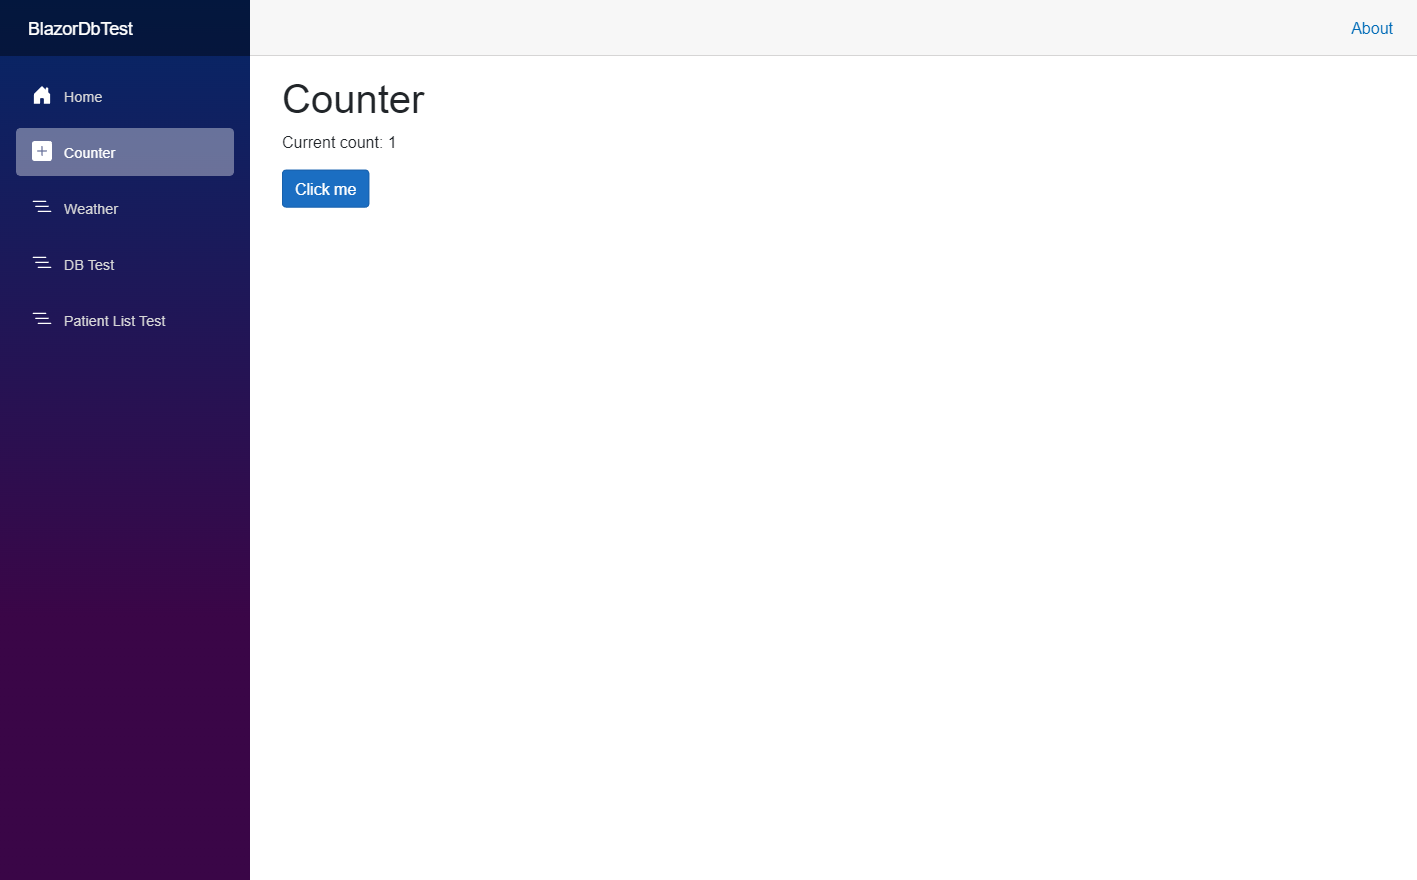 BlazorDbTest
About
Home
Counter
Weather
DB Test
Patient List Test
Counter
Current count: 1
Click me